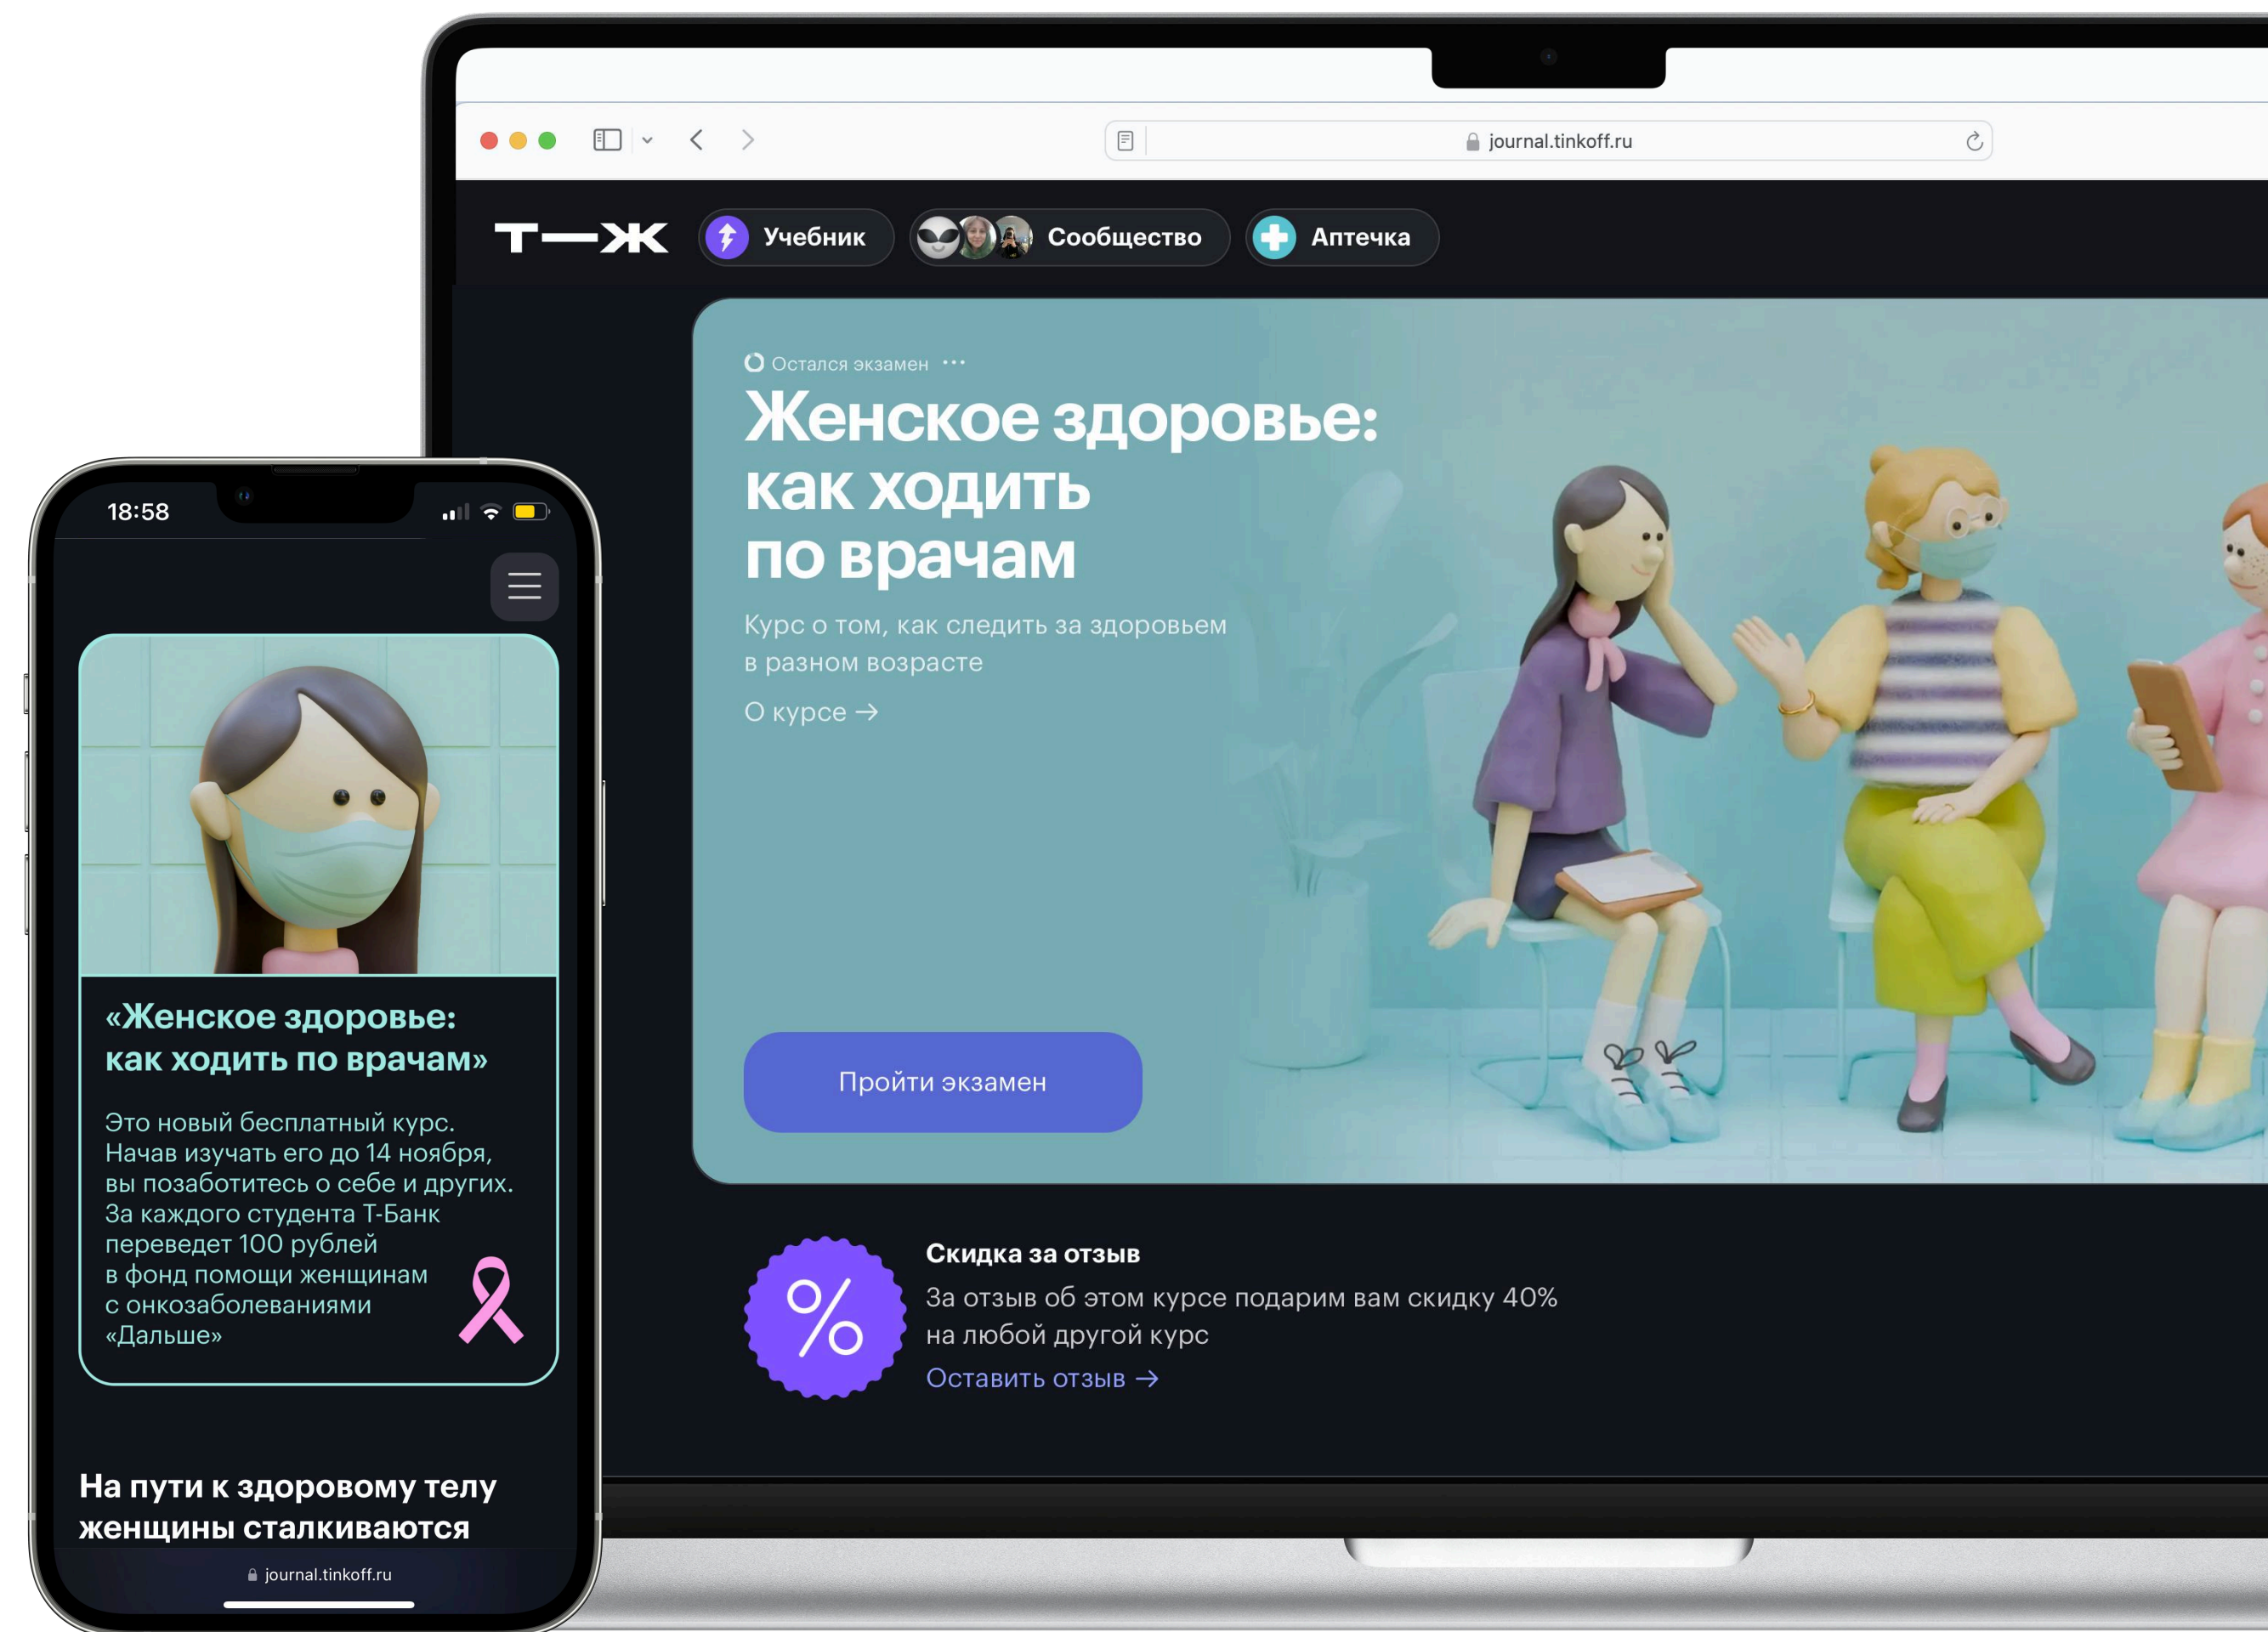 journal.tinkoff.ru
Т—Ж
Учебник
Сообщество
Аптечка
Остался экзамен •••
Женское здоровье:
как ходить
по врачам
Курс о том, как следить за здоровьем
в разном возрасте
О курсе →
Пройти экзамен
%
Скидка за отзыв
За отзыв об этом курсе подарим вам скидку 40%
на любой другой курс
Оставить отзыв →
18:58
«Женское здоровье:
как ходить по врачам»
Это новый бесплатный курс.
Начав изучать его до 14 ноября,
вы позаботитесь о себе и других.
За каждого студента Т-Банк
переведет 100 рублей
в фонд помощи женщинам
с онкозаболеваниями
«Дальше»
На пути к здоровому телу
женщины сталкиваются
journal.tinkoff.ru